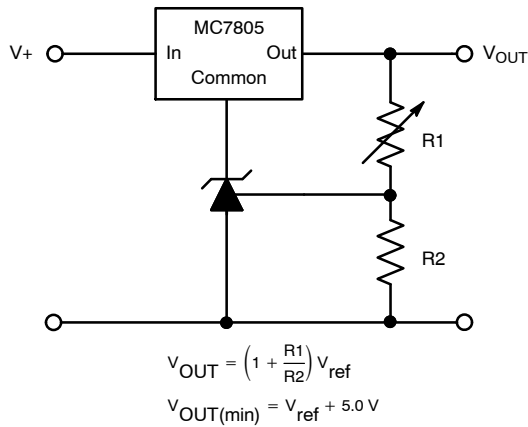 MC7805
V+
In
Out
VOUT
Common
R1
R2
VOUT = (1 + R1/R2) Vref
VOUT(min) = Vref + 5.0 V